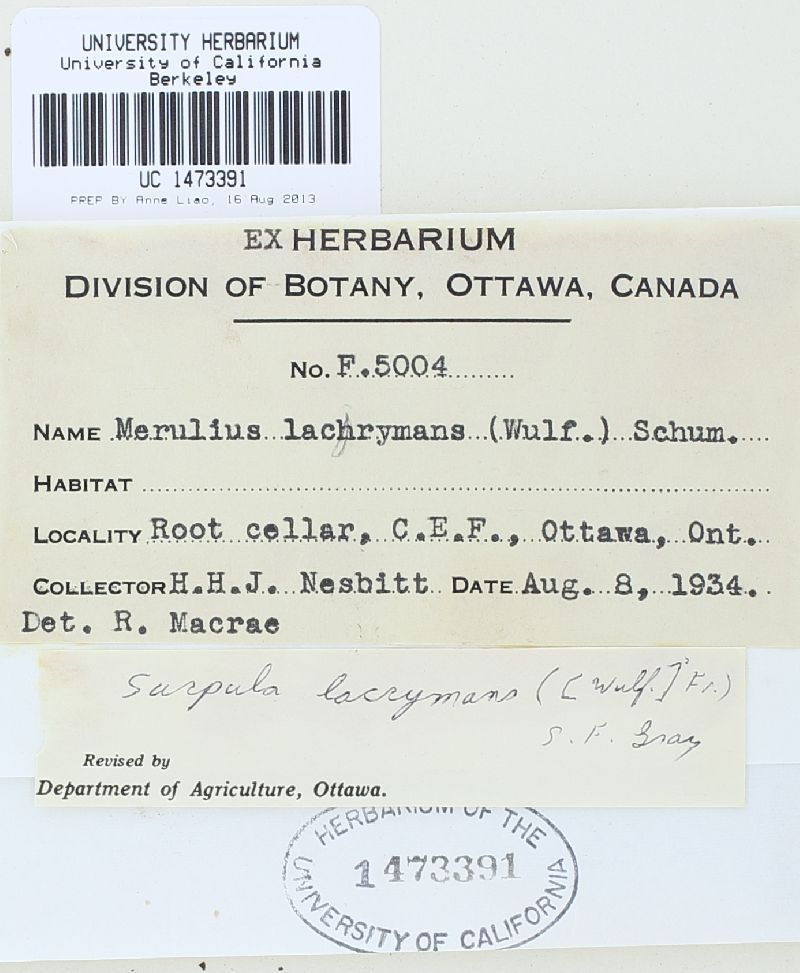 UNIVERSITY HERBARIUM
University of California
Berkeley
UC 1473391
PREP BY Anne Liao, 16 Aug 2013
EX HERBARIUM
DIVISION OF BOTANY, OTTAWA, CANADA
No. F.5004
NAME Merulius lachrymans (Wulf.) Schum.
HABITAT
LOCALITY Root cellar, C.E.F., Ottawa, Ont.
COLLECTOR H.H.J. Nesbitt DATE Aug. 8, 1934.
Det. R. Macrae
Serpula lacrymans ([Wulf.] Fr.)
S. F. Gray
Revised by
Department of Agriculture, Ottawa.
HERBARIUM OF THE
1473391
UNIVERSITY OF CALIFORNIA